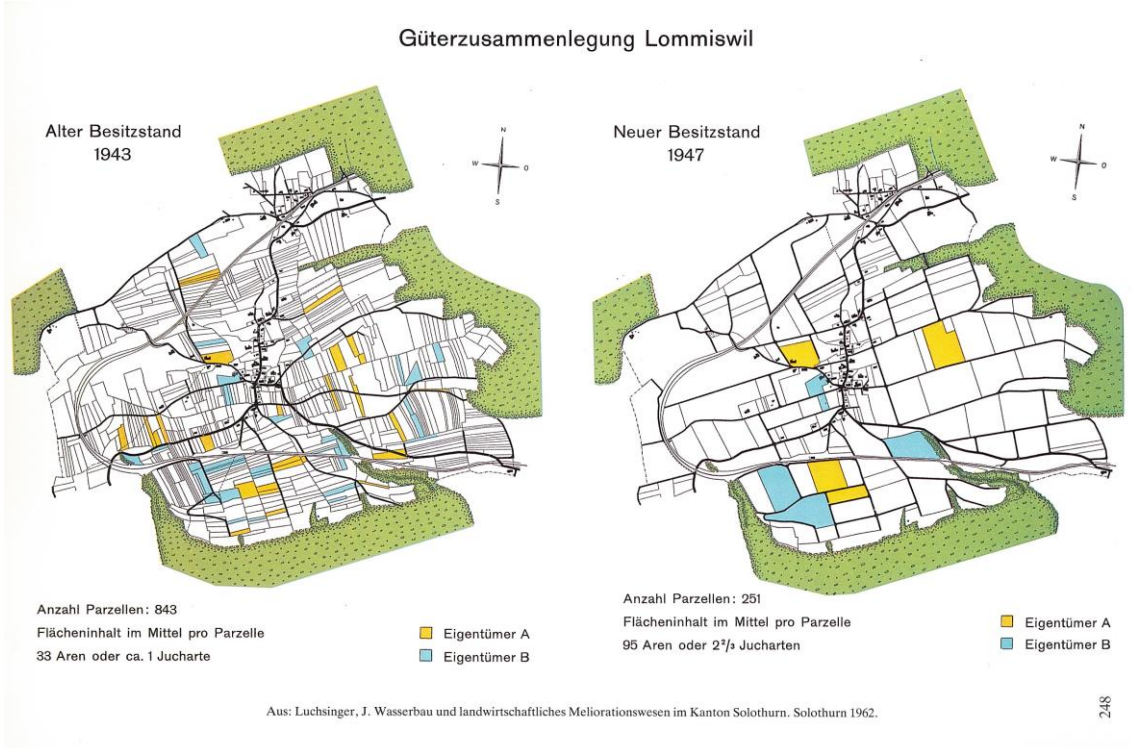 Güterzusammenlegung Lommiswil
Alter Besitzstand
1943
N
W
O
S
Neuer Besitzstand
1947
N
W
O
S
Anzahl Parzellen: 843
Flächeninhalt im Mittel pro Parzelle
33 Aren oder ca. 1 Jucharte
Eigentümer A
Eigentümer B
Anzahl Parzellen: 251
Flächeninhalt im Mittel pro Parzelle
95 Aren oder 2²/₃ Jucharten
Eigentümer A
Eigentümer B
Aus: Luchsinger, J. Wasserbau und landwirtschaftliches Meliorationswesen im Kanton Solothurn. Solothurn 1962.
248